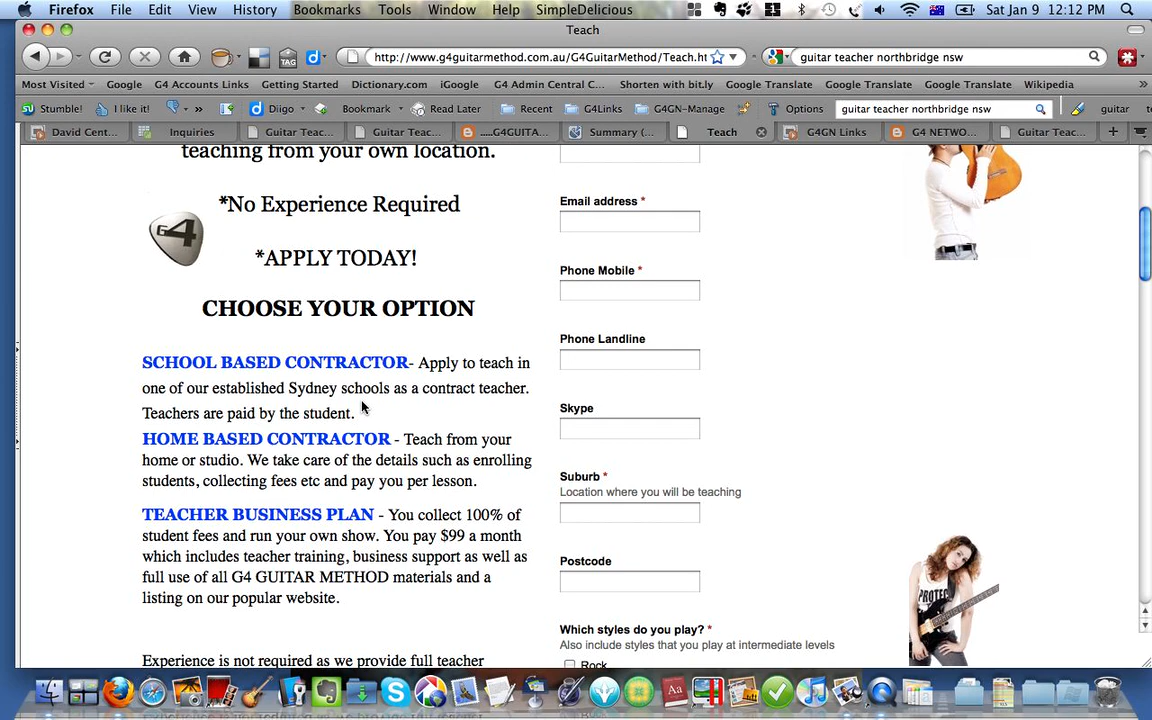 Firefox File Edit View History Bookmarks Tools Window Help SimpleDelicious Sat Jan 9 12:12 PM
Teach
TAG http://www.g4guitarmethod.com.au/G4GuitarMethod/Teach.ht guitar teacher northbridge nsw
Most Visited Google G4 Accounts Links Getting Started Dictionary.com iGoogle G4 Admin Central C... Shorten with bit.ly Google Translate Google Translate Google Translate Wikipedia
Stumble! I like it! Diigo Bookmark Read Later Recent G4Links G4GN-Manage Options guitar teacher northbridge nsw guitar
David Cent... Inquiries Guitar Teac... Guitar Teac... .....G4GUITA... Summary (... Teach G4GN Links G4 NETWO... Guitar Teac...
teaching from your own location.
*No Experience Required
G4
*APPLY TODAY!
CHOOSE YOUR OPTION
SCHOOL BASED CONTRACTOR- Apply to teach in
one of our established Sydney schools as a contract teacher.
Teachers are paid by the student.
HOME BASED CONTRACTOR - Teach from your
home or studio. We take care of the details such as enrolling
students, collecting fees etc and pay you per lesson.
TEACHER BUSINESS PLAN - You collect 100% of
student fees and run your own show. You pay $99 a month
which includes teacher training, business support as well as
full use of all G4 GUITAR METHOD materials and a
listing on our popular website.
Experience is not required as we provide full teacher
Email address *
Phone Mobile *
Phone Landline
Skype
Suburb *
Location where you will be teaching
Postcode
Which styles do you play? *
Also include styles that you play at intermediate levels
Rock
PROTEC
Aa